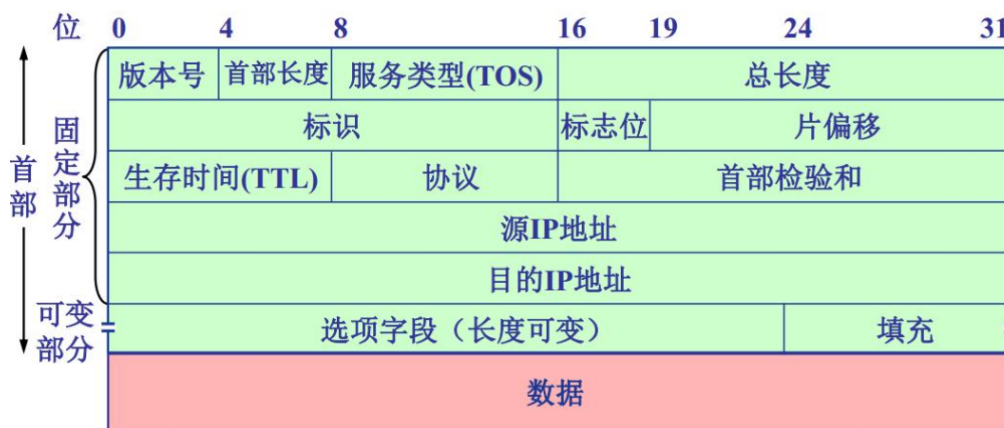 位 0 4 8 16 19 24 31
版本号 首部长度 服务类型(TOS) 总长度
标识 标志位 片偏移
生存时间(TTL) 协议 首部检验和
源IP地址
目的IP地址
选项字段（长度可变） 填充
数据
首部
固定部分
可变
部分